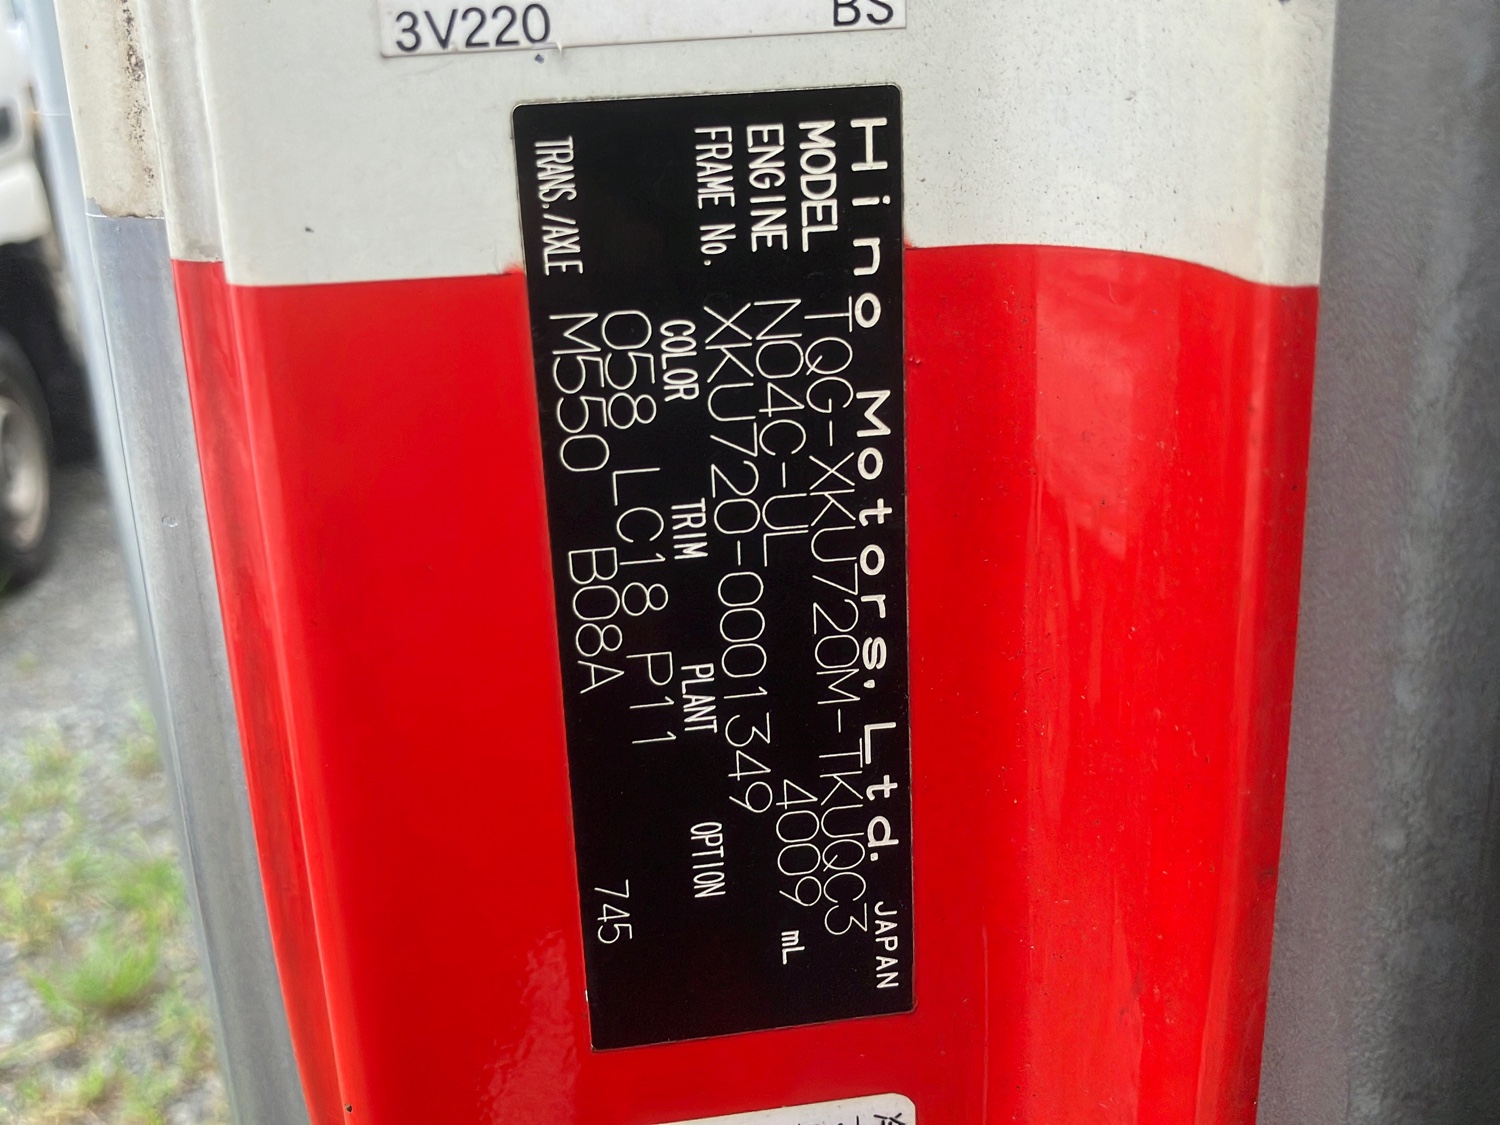 3V220 BS
Hino Motors, Ltd. JAPAN
MODEL TQG-XKU720M-TKUQC3
ENGINE N04C-UL 4009 mL
FRAME No. XKU720-0001349
COLOR TRIM PLANT OPTION
058 LC18 P11
TRANS./AXLE M550 B08A 745